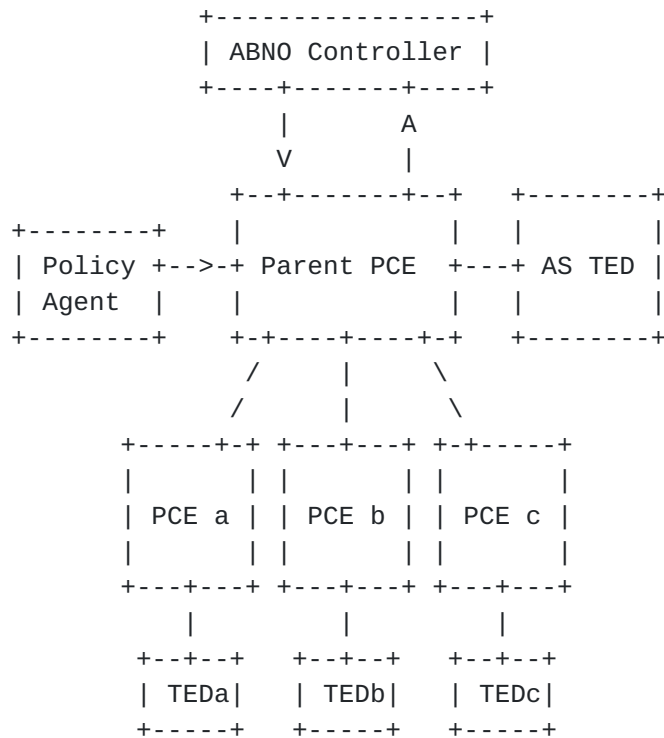 +-----------------+
| ABNO Controller |
+----+-------+----+
|       A
V       |
+--+-------+--+   +--------+
+--------+    |             |   |        |
| Policy +-->-+ Parent PCE  +---+ AS TED |
| Agent  |    |             |   |        |
+--------+    +-+----+----+-+   +--------+
/     |     \
/      |      \
+-----+-+ +---+---+ +-+-----+
|       | |       | |       |
| PCE a | | PCE b | | PCE c |
|       | |       | |       |
+---+---+ +---+---+ +---+---+
|         |         |
+--+--+   +--+--+   +--+--+
| TEDa|   | TEDb|   | TEDc|
+-----+   +-----+   +-----+